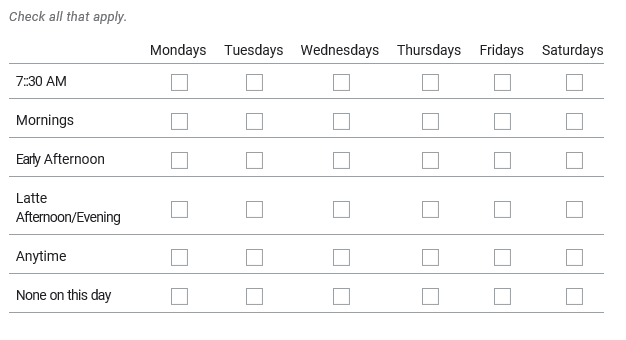 Check all that apply.
Mondays Tuesdays Wednesdays Thursdays Fridays Saturdays
7::30 AM
Mornings
Early Afternoon
Latte
Afternoon/Evening
Anytime
None on this day